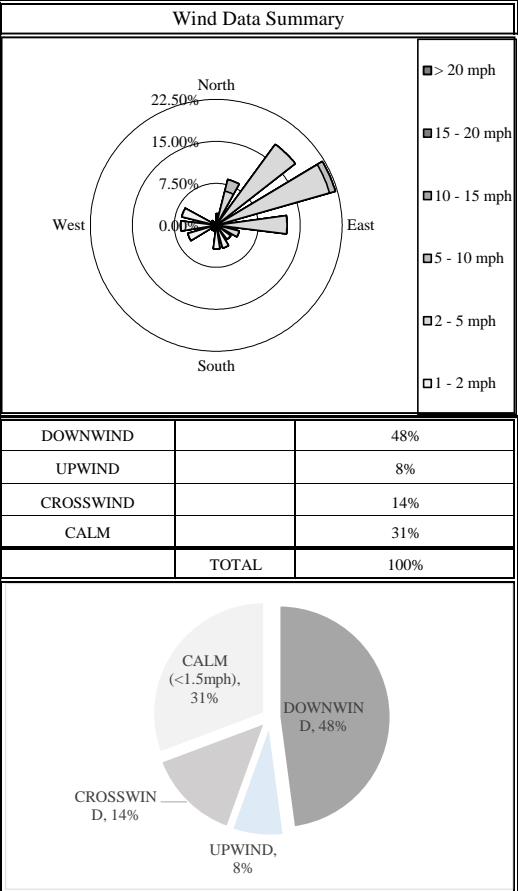 Wind Data Summary
North
22.50%
15.00%
7.50%
0.00%
West
East
South
> 20 mph
15 - 20 mph
10 - 15 mph
5 - 10 mph
2 - 5 mph
1 - 2 mph
DOWNWIND 48%
UPWIND 8%
CROSSWIND 14%
CALM 31%
TOTAL 100%
CALM
(<1.5mph),
31%
DOWNWIN
D, 48%
CROSSWIN
D, 14%
UPWIND,
8%